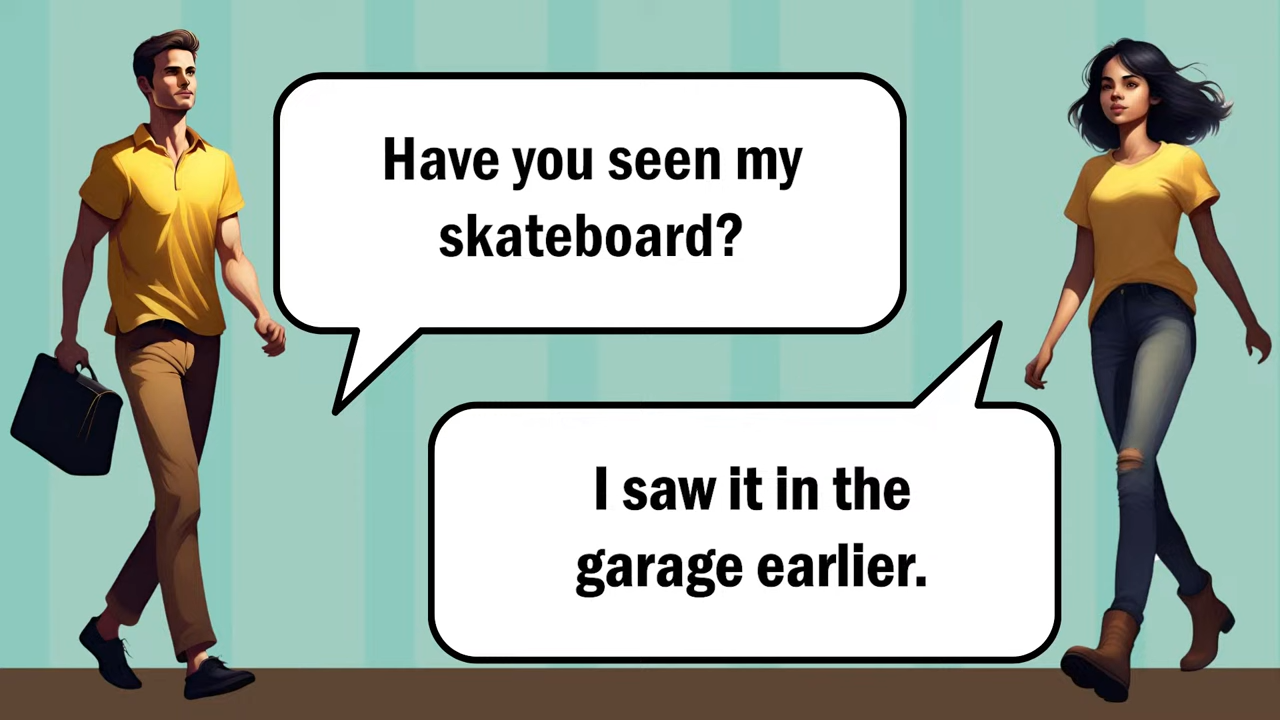 Have you seen my
skateboard?
I saw it in the
garage earlier.